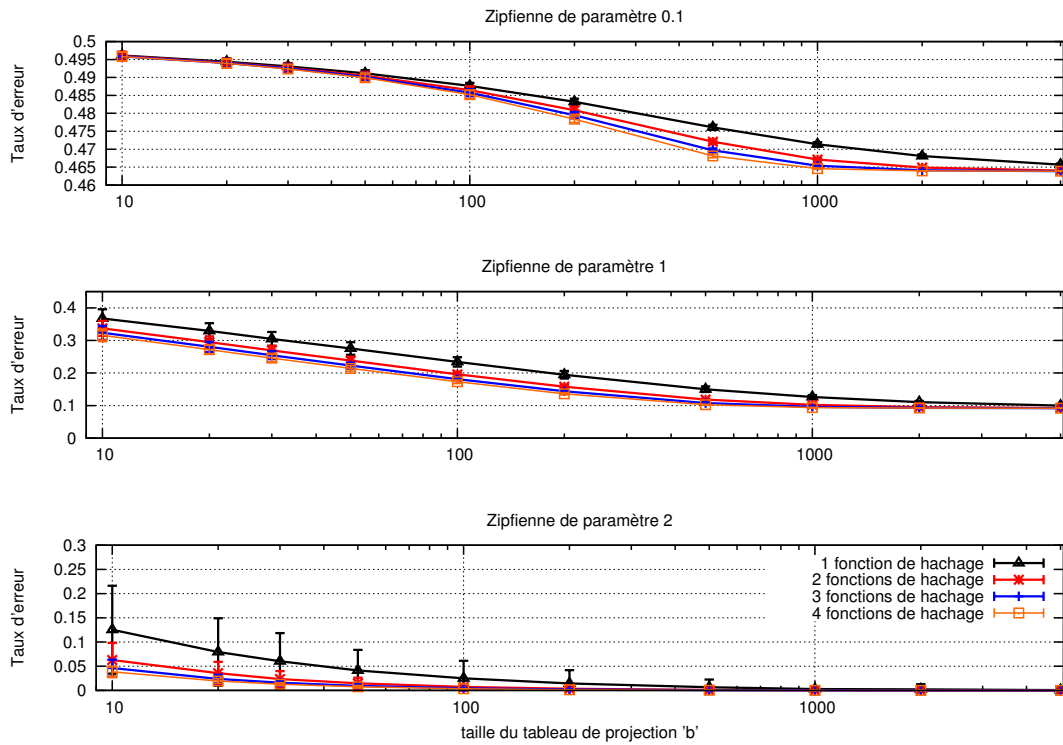 Zipfienne de paramètre 0.1
0.5
0.495
0.49
0.485
0.48
0.475
0.47
0.465
0.46
Taux d'erreur
10
100
1000
Zipfienne de paramètre 1
0.4
0.3
0.2
0.1
0
Taux d'erreur
10
100
1000
Zipfienne de paramètre 2
0.3
0.25
0.2
0.15
0.1
0.05
0
Taux d'erreur
1 fonction de hachage
2 fonctions de hachage
3 fonctions de hachage
4 fonctions de hachage
10
100
1000
taille du tableau de projection 'b'